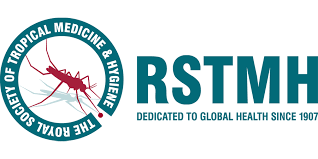 THE ROYAL SOCIETY OF TROPICAL MEDICINE & HYGIENE
RSTMH
DEDICATED TO GLOBAL HEALTH SINCE 1907